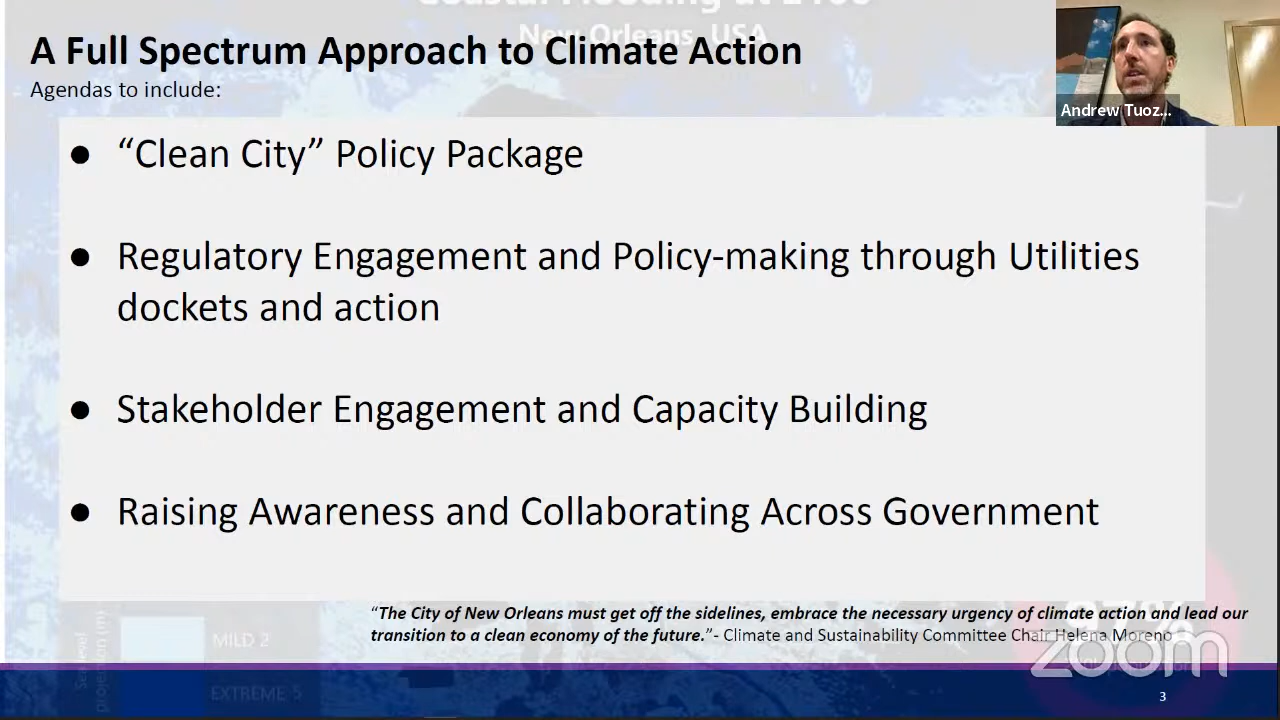 Coastal Flooding at 2100
New Orleans, USA
A Full Spectrum Approach to Climate Action
Agendas to include:
Andrew Tuoz...
● “Clean City” Policy Package
● Regulatory Engagement and Policy-making through Utilities
dockets and action
● Stakeholder Engagement and Capacity Building
● Raising Awareness and Collaborating Across Government
“The City of New Orleans must get off the sidelines, embrace the necessary urgency of climate action and lead our
transition to a clean economy of the future.”- Climate and Sustainability Committee Chair Helena Moreno
Sea level
projection (m)
MILD 2
EXTREME 5
zoom
3